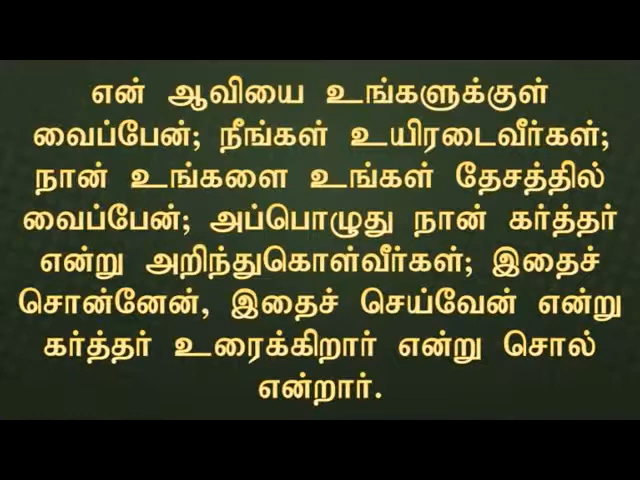 என் ஆவியை உங்களுக்குள்
வைப்பேன்; நீங்கள் உயிரடைவீர்கள்;
நான் உங்களை உங்கள் தேசத்தில்
வைப்பேன்; அப்பொழுது நான் கர்த்தர்
என்று அறிந்துகொள்வீர்கள்; இதைச்
சொன்னேன், இதைச் செய்வேன் என்று
கர்த்தர் உரைக்கிறார் என்று சொல்
என்றார்.